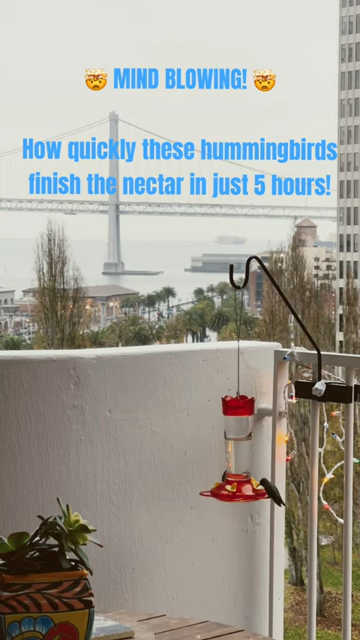 🤯 MIND BLOWING! 🤯
How quickly these hummingbirds
finish the nectar in just 5 hours!